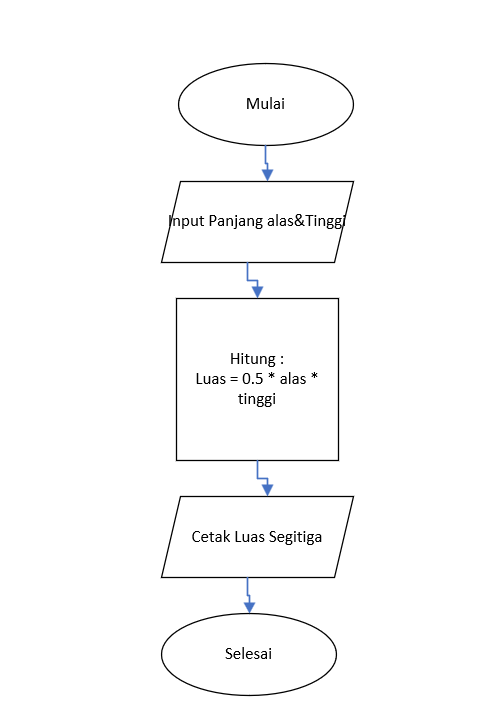 Mulai
Input Panjang alas&Tinggi
Hitung :
Luas = 0.5 * alas *
tinggi
Cetak Luas Segitiga
Selesai